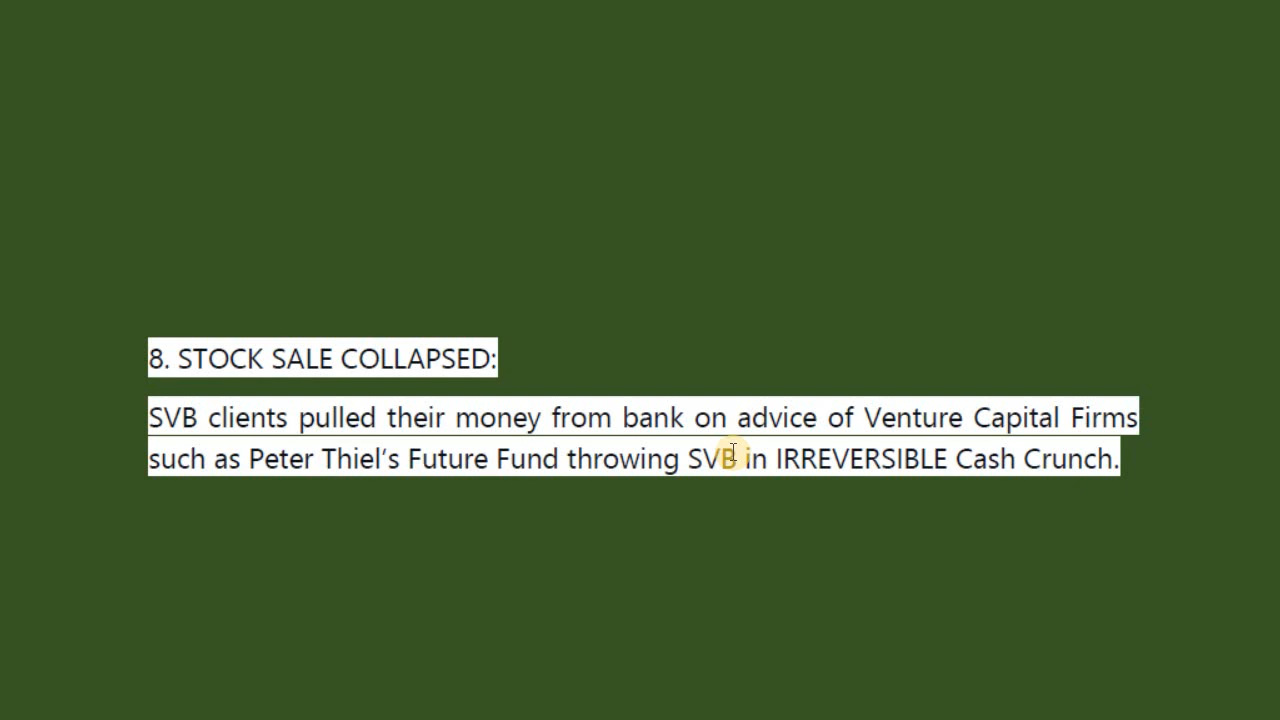 8. STOCK SALE COLLAPSED:
SVB clients pulled their money from bank on advice of Venture Capital Firms
such as Peter Thiel’s Future Fund throwing SVB in IRREVERSIBLE Cash Crunch.